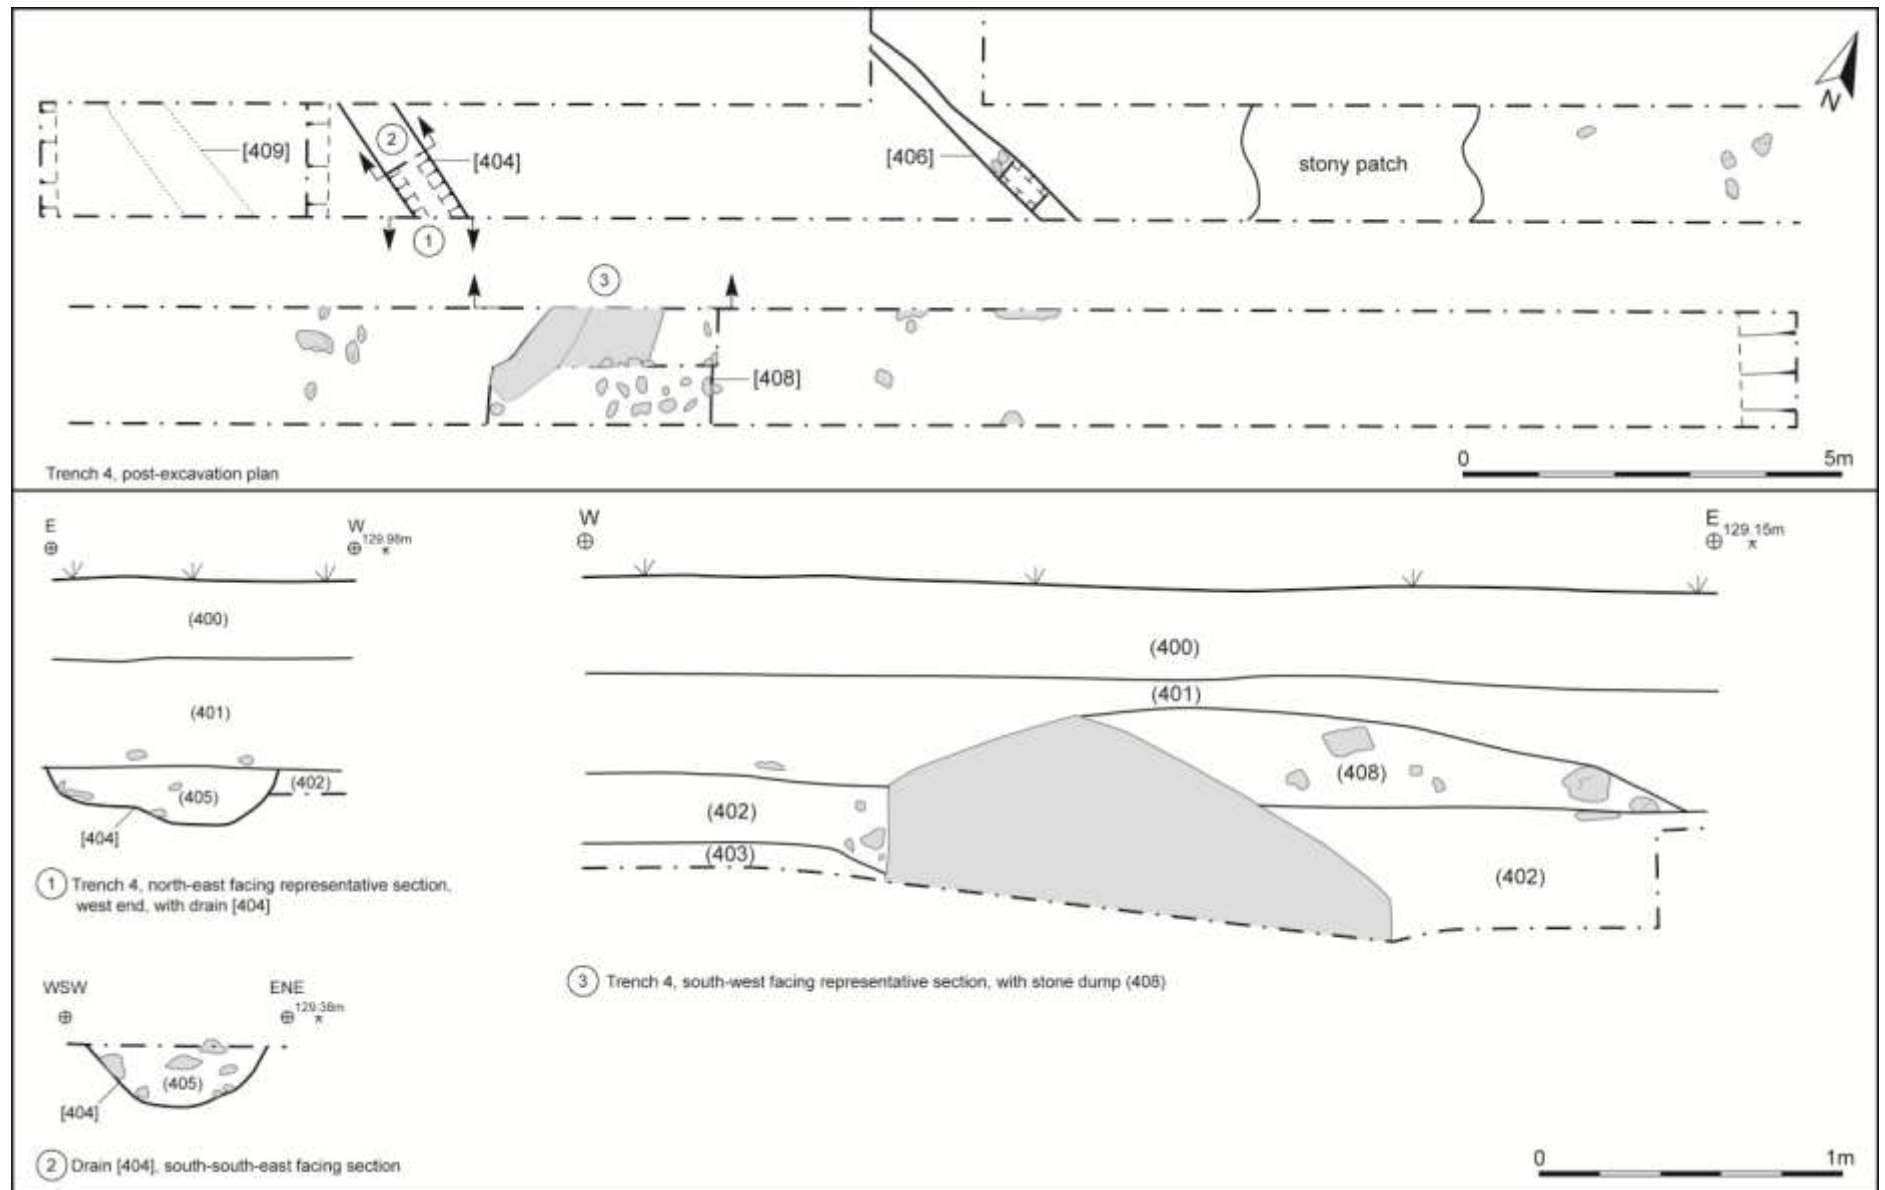 N
[409]
2
[404]
[406]
stony patch
1
3
[408]
Trench 4, post-excavation plan
0 5m
E W
129.98m
(400)
(401)
(405)
(402)
[404]
1 Trench 4, north-east facing representative section,
west end, with drain [404]
WSW ENE
129.38m
(405)
[404]
2 Drain [404], south-south-east facing section
W E
129.15m
(400)
(401)
(408)
(402)
(403)
(402)
3 Trench 4, south-west facing representative section, with stone dump (408)
0 1m